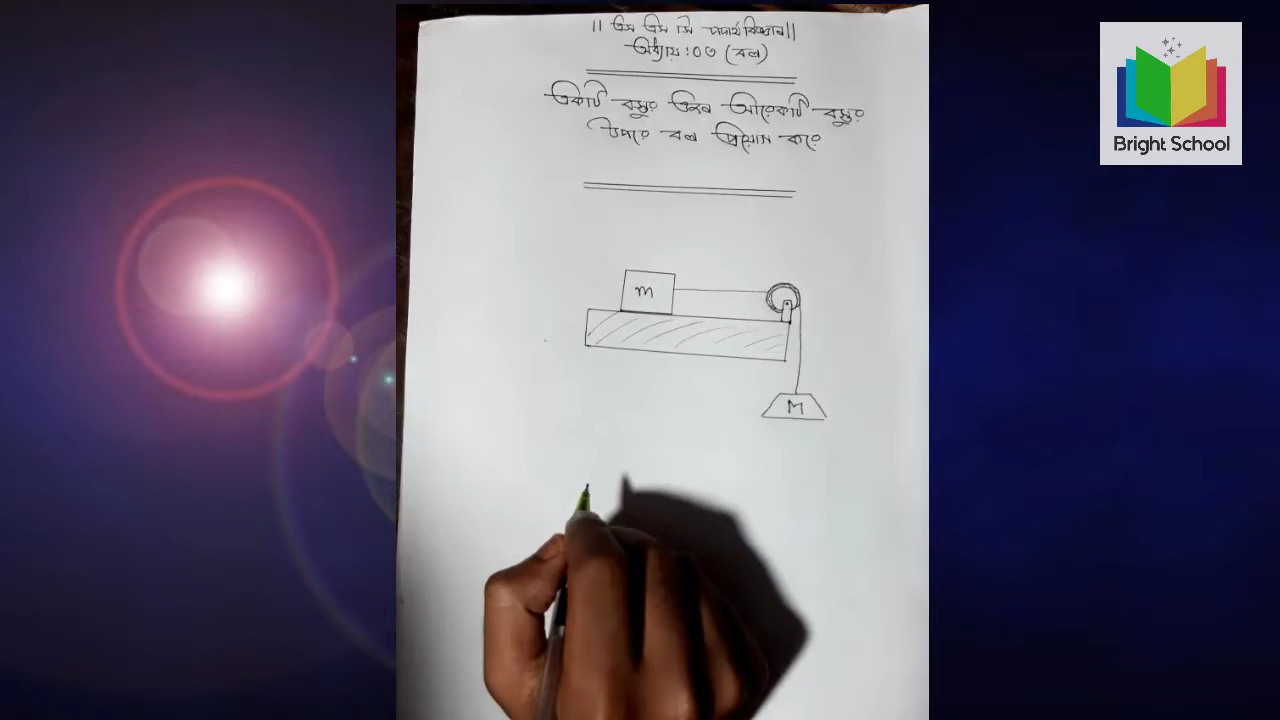 ।। এস এস সি পদার্থবিজ্ঞান ।।
অধ্যায় : ০৩ (বল)
একটি বস্তুর যখন আরেকটি বস্তুর
উপরে বল প্রয়োগ করে
m
M
Bright School